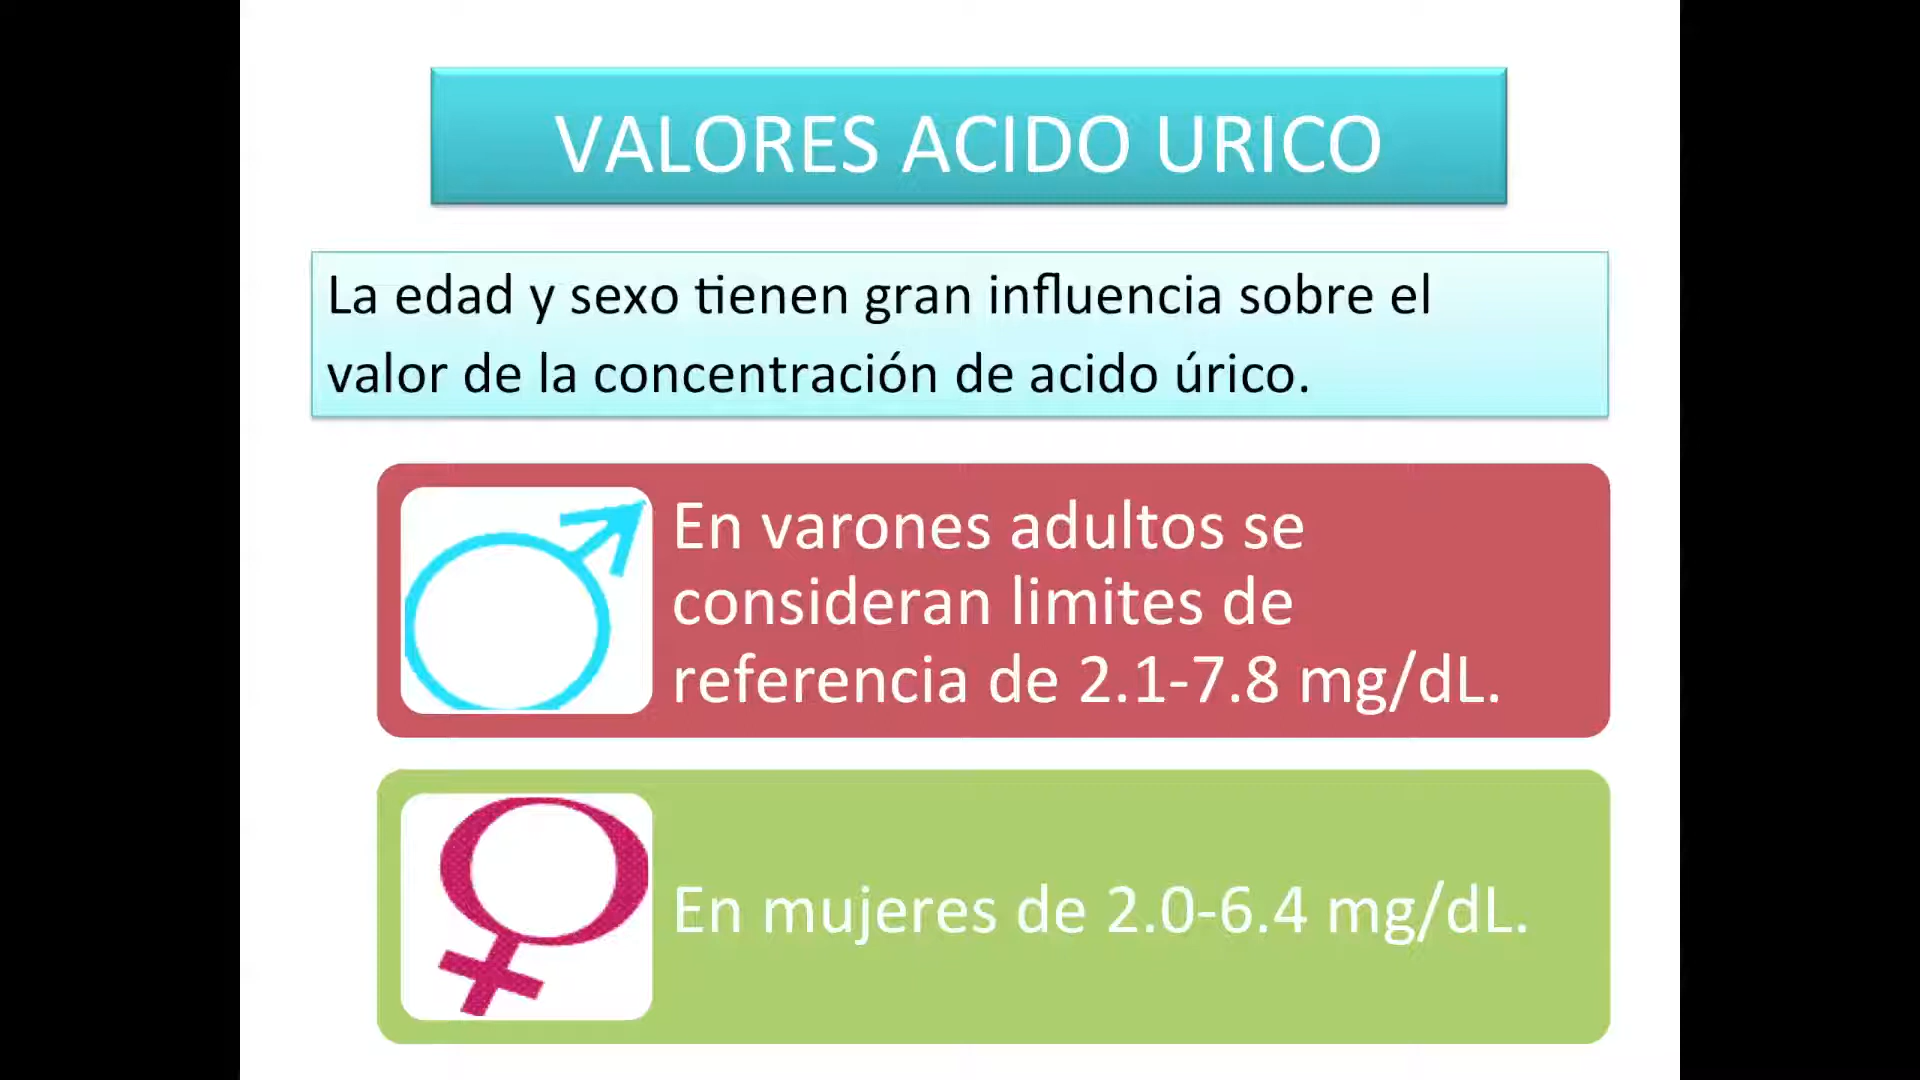 VALORES ACIDO URICO
La edad y sexo tienen gran influencia sobre el
valor de la concentración de acido úrico.
En varones adultos se
consideran limites de
referencia de 2.1-7.8 mg/dL.
En mujeres de 2.0-6.4 mg/dL.